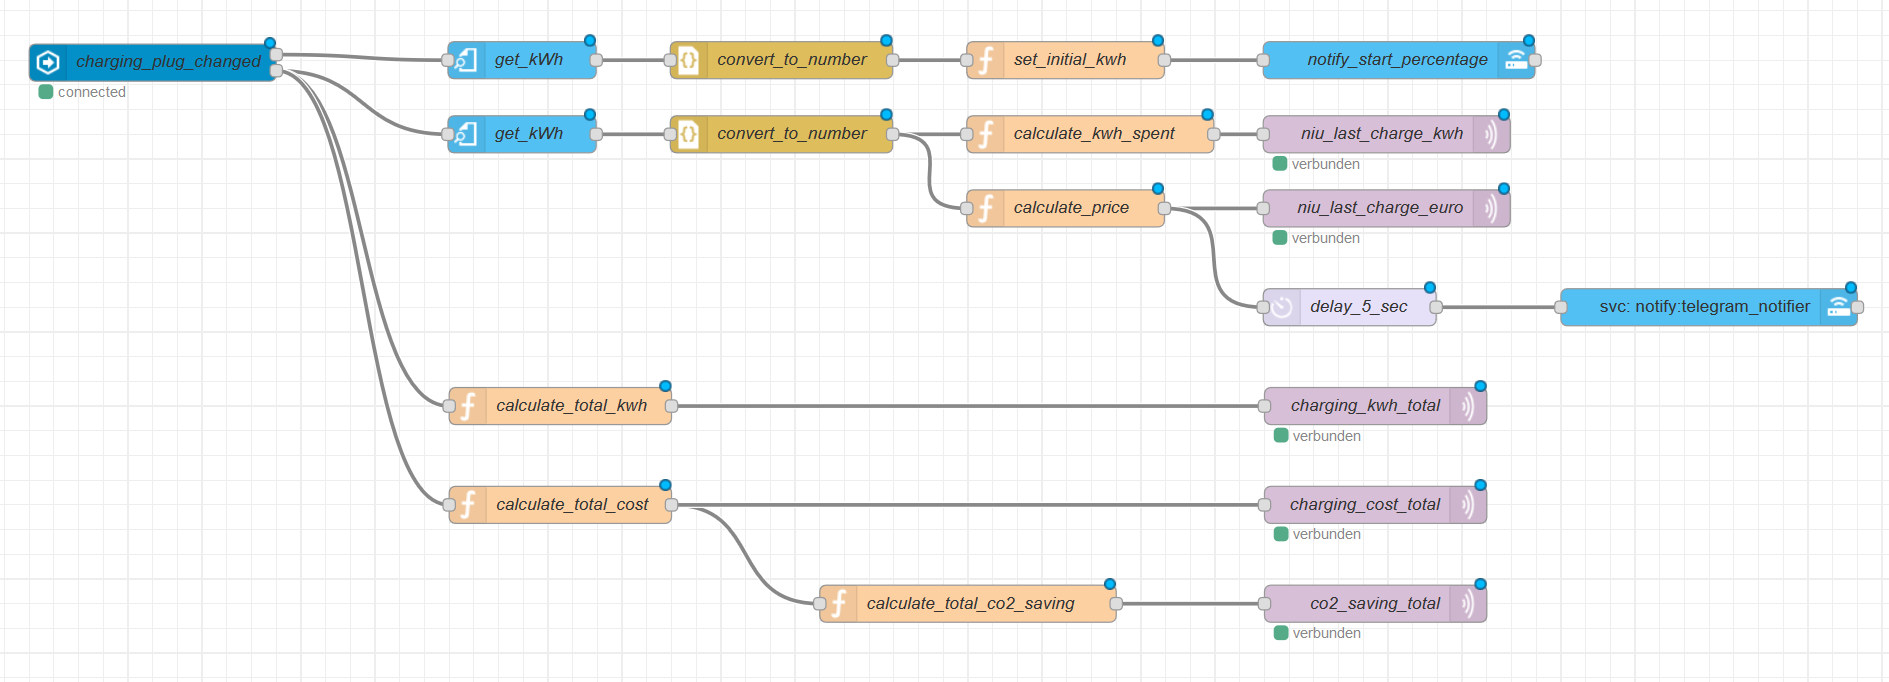 charging_plug_changed
connected
get_kWh
convert_to_number
set_initial_kwh
notify_start_percentage
get_kWh
convert_to_number
calculate_kwh_spent
niu_last_charge_kwh
verbunden
calculate_price
niu_last_charge_euro
verbunden
delay_5_sec
svc: notify:telegram_notifier
calculate_total_kwh
charging_kwh_total
verbunden
calculate_total_cost
charging_cost_total
verbunden
calculate_total_co2_saving
co2_saving_total
verbunden